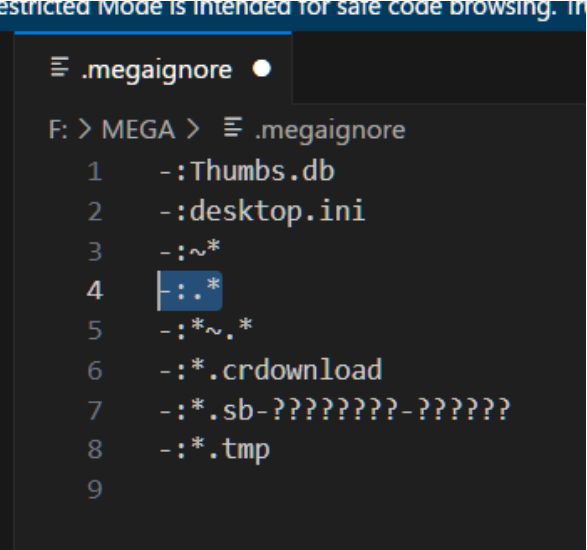 estricted Mode is intended for safe code browsing.
.megaignore
F: > MEGA > .megaignore
1 -:Thumbs.db
2 -:desktop.ini
3 -:~*
4 -:.*
5 -:*~.*
6 -:*.crdownload
7 -:*.sb-????????-??????
8 -:*.tmp
9